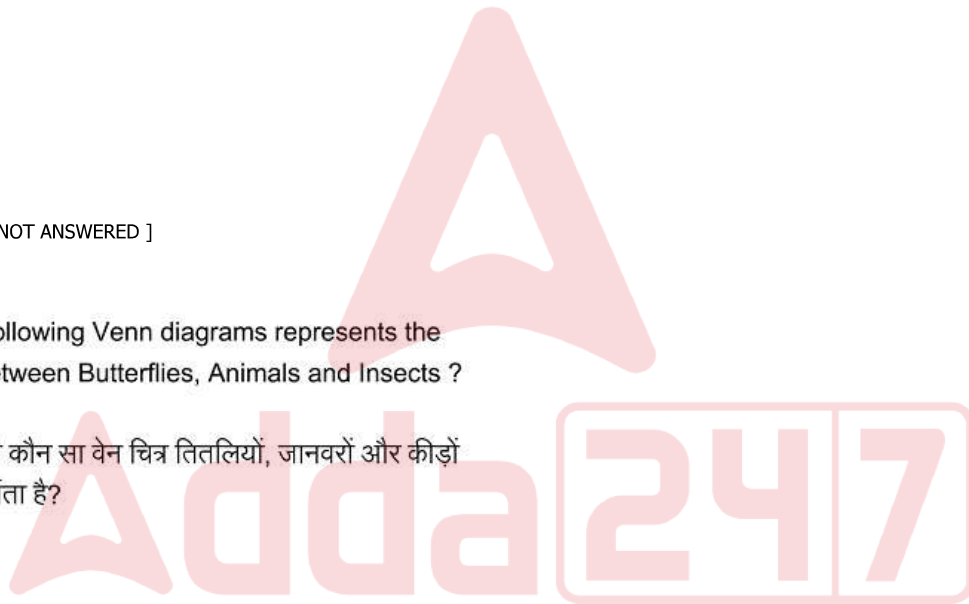 NOT ANSWERED ]
ollowing Venn diagrams represents the
tween Butterflies, Animals and Insects ?
कौन सा वेन चित्र तितलियों, जानवरों और कीड़ों
ता है?
Adda247